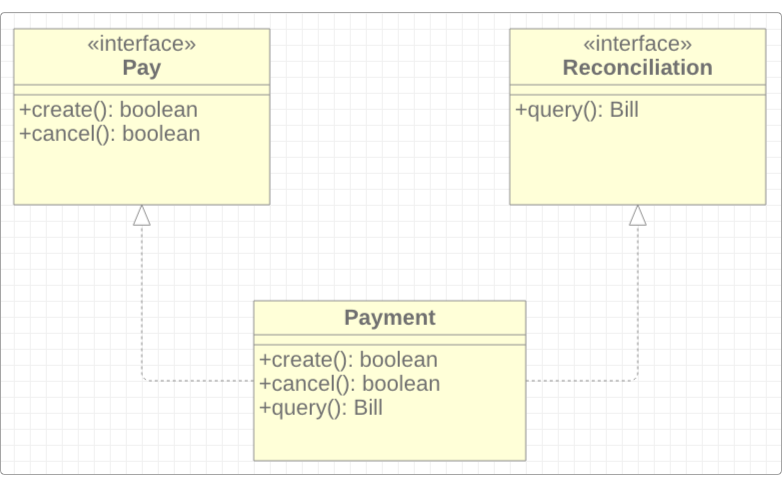 «interface»
Pay
+create(): boolean
+cancel(): boolean
«interface»
Reconciliation
+query(): Bill
Payment
+create(): boolean
+cancel(): boolean
+query(): Bill